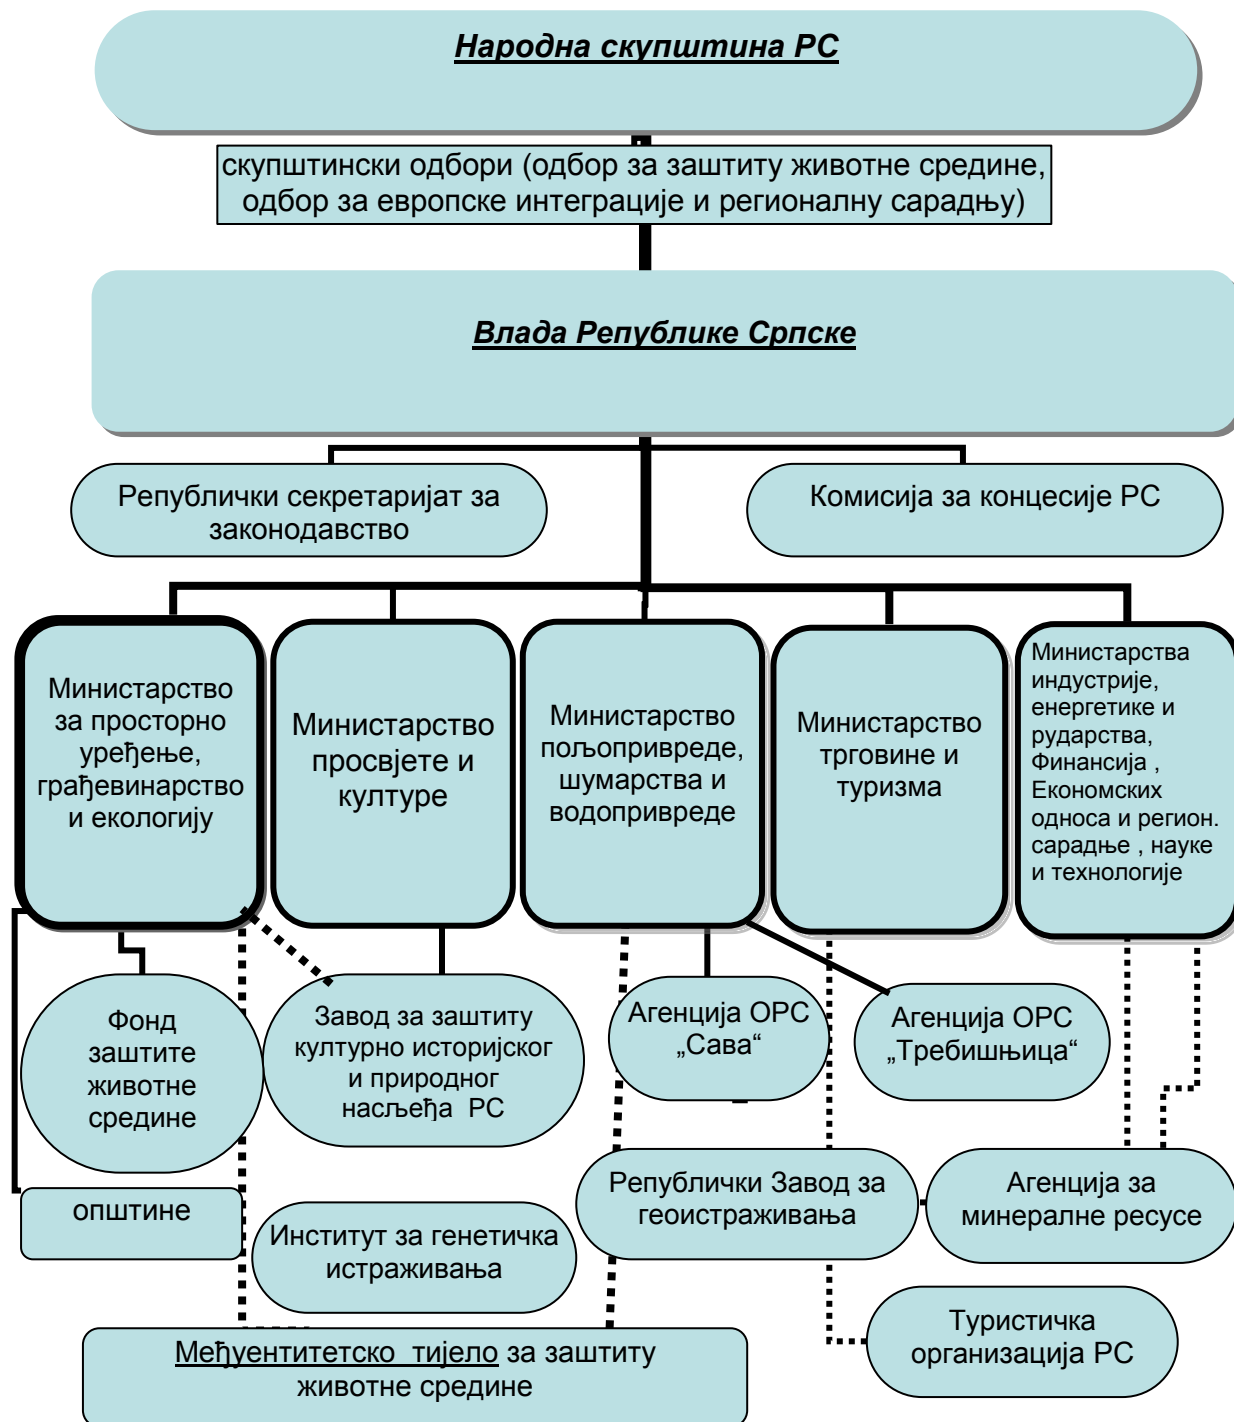 Народна скупштина РС
скупштински одбори (одбор за заштиту животне средине,
одбор за европске интеграције и регионалну сарадњу)
Влада Републике Српске
Републички секретаријат за
законодавство
Комисија за концесије РС
Министарство
за просторно
уређење,
грађевинарство
и екологију
Министарство
просвјете и
културе
Министарство
пољопривреде,
шумарства и
водопривреде
Министарство
трговине и
туризма
Министарства
индустрије,
енергетике и
рударства,
Финансија ,
Економских
односа и регион.
сарадње , науке
и технологије
Фонд
заштите
животне
средине
Завод за заштиту
културно историјског
и природног
насљеђа РС
Агенција ОРС
„Сава“
Агенција ОРС
„Требишњица“
општине
Институт за генетичка
истраживања
Републички Завод за
геоистраживања
Агенција за
минералне ресусе
Туристичка
организација РС
Међуентитетско тијело за заштиту
животне средине